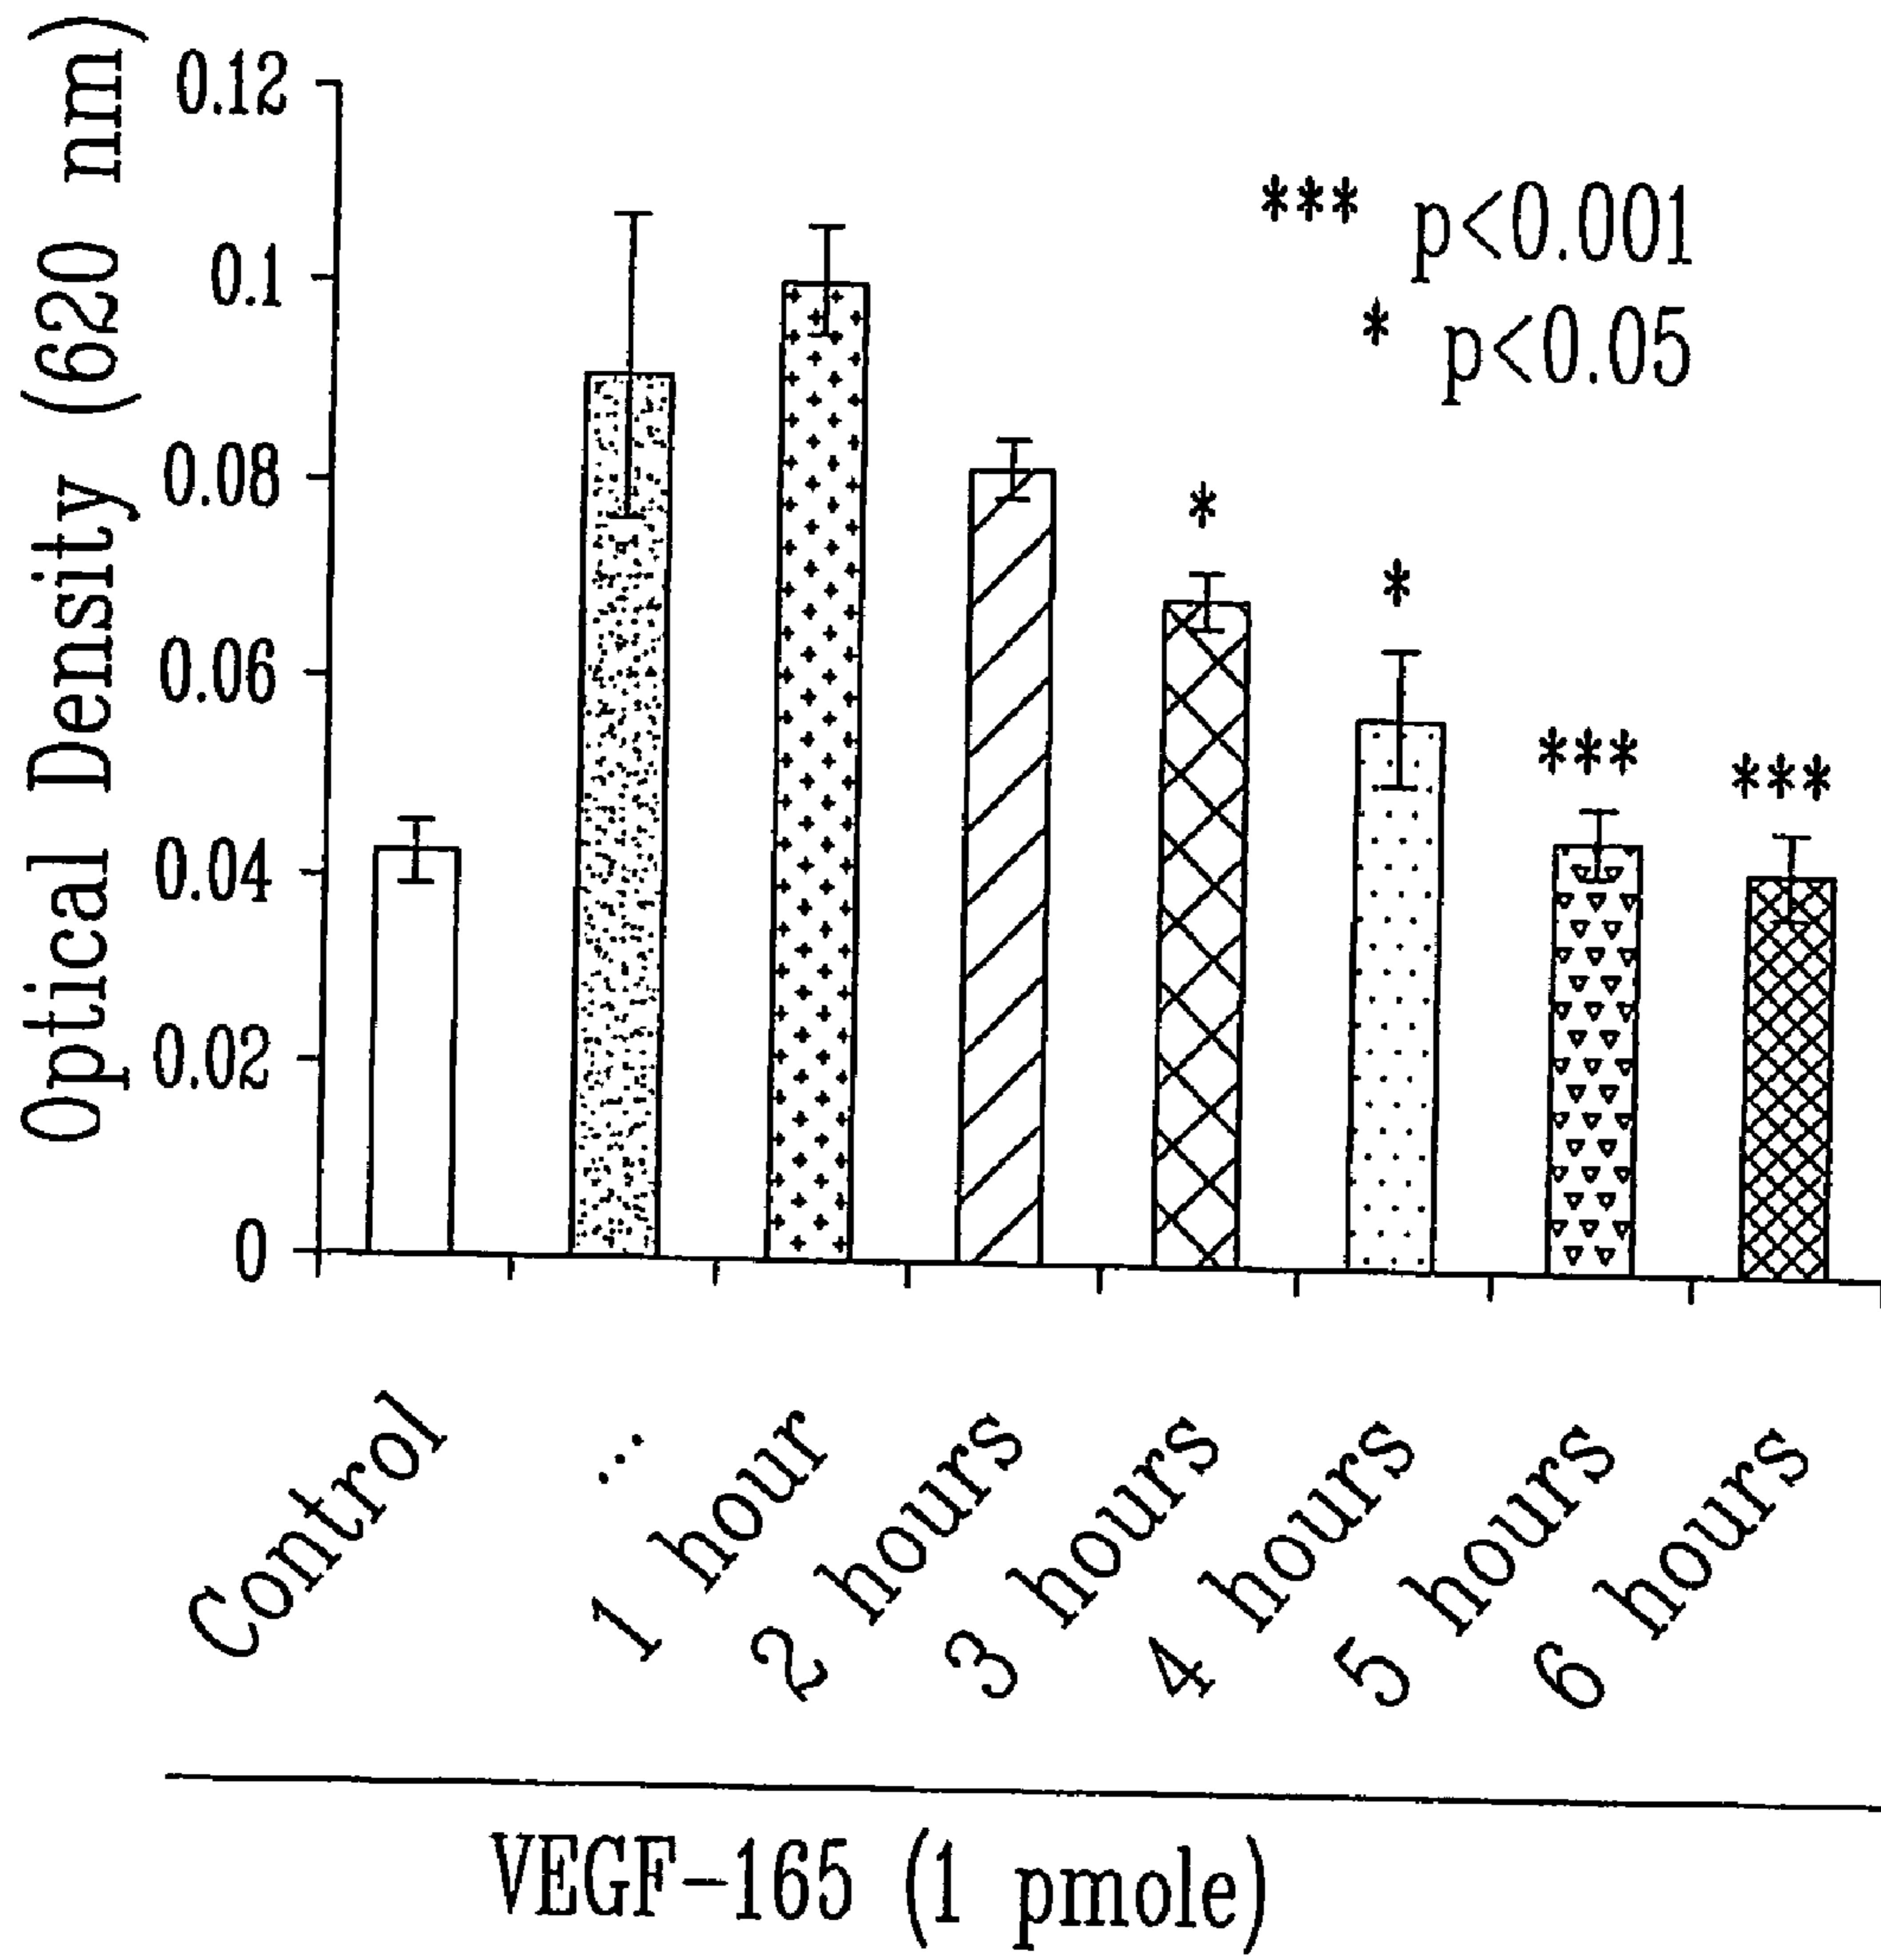 Optical Density (620 nm)
0.12
0.1
0.08
0.06
0.04
0.02
0
*** p<0.001
* p<0.05
*
*
***
***
Control
...
1 hour
2 hours
3 hours
4 hours
5 hours
6 hours
VEGF-165 (1 pmole)